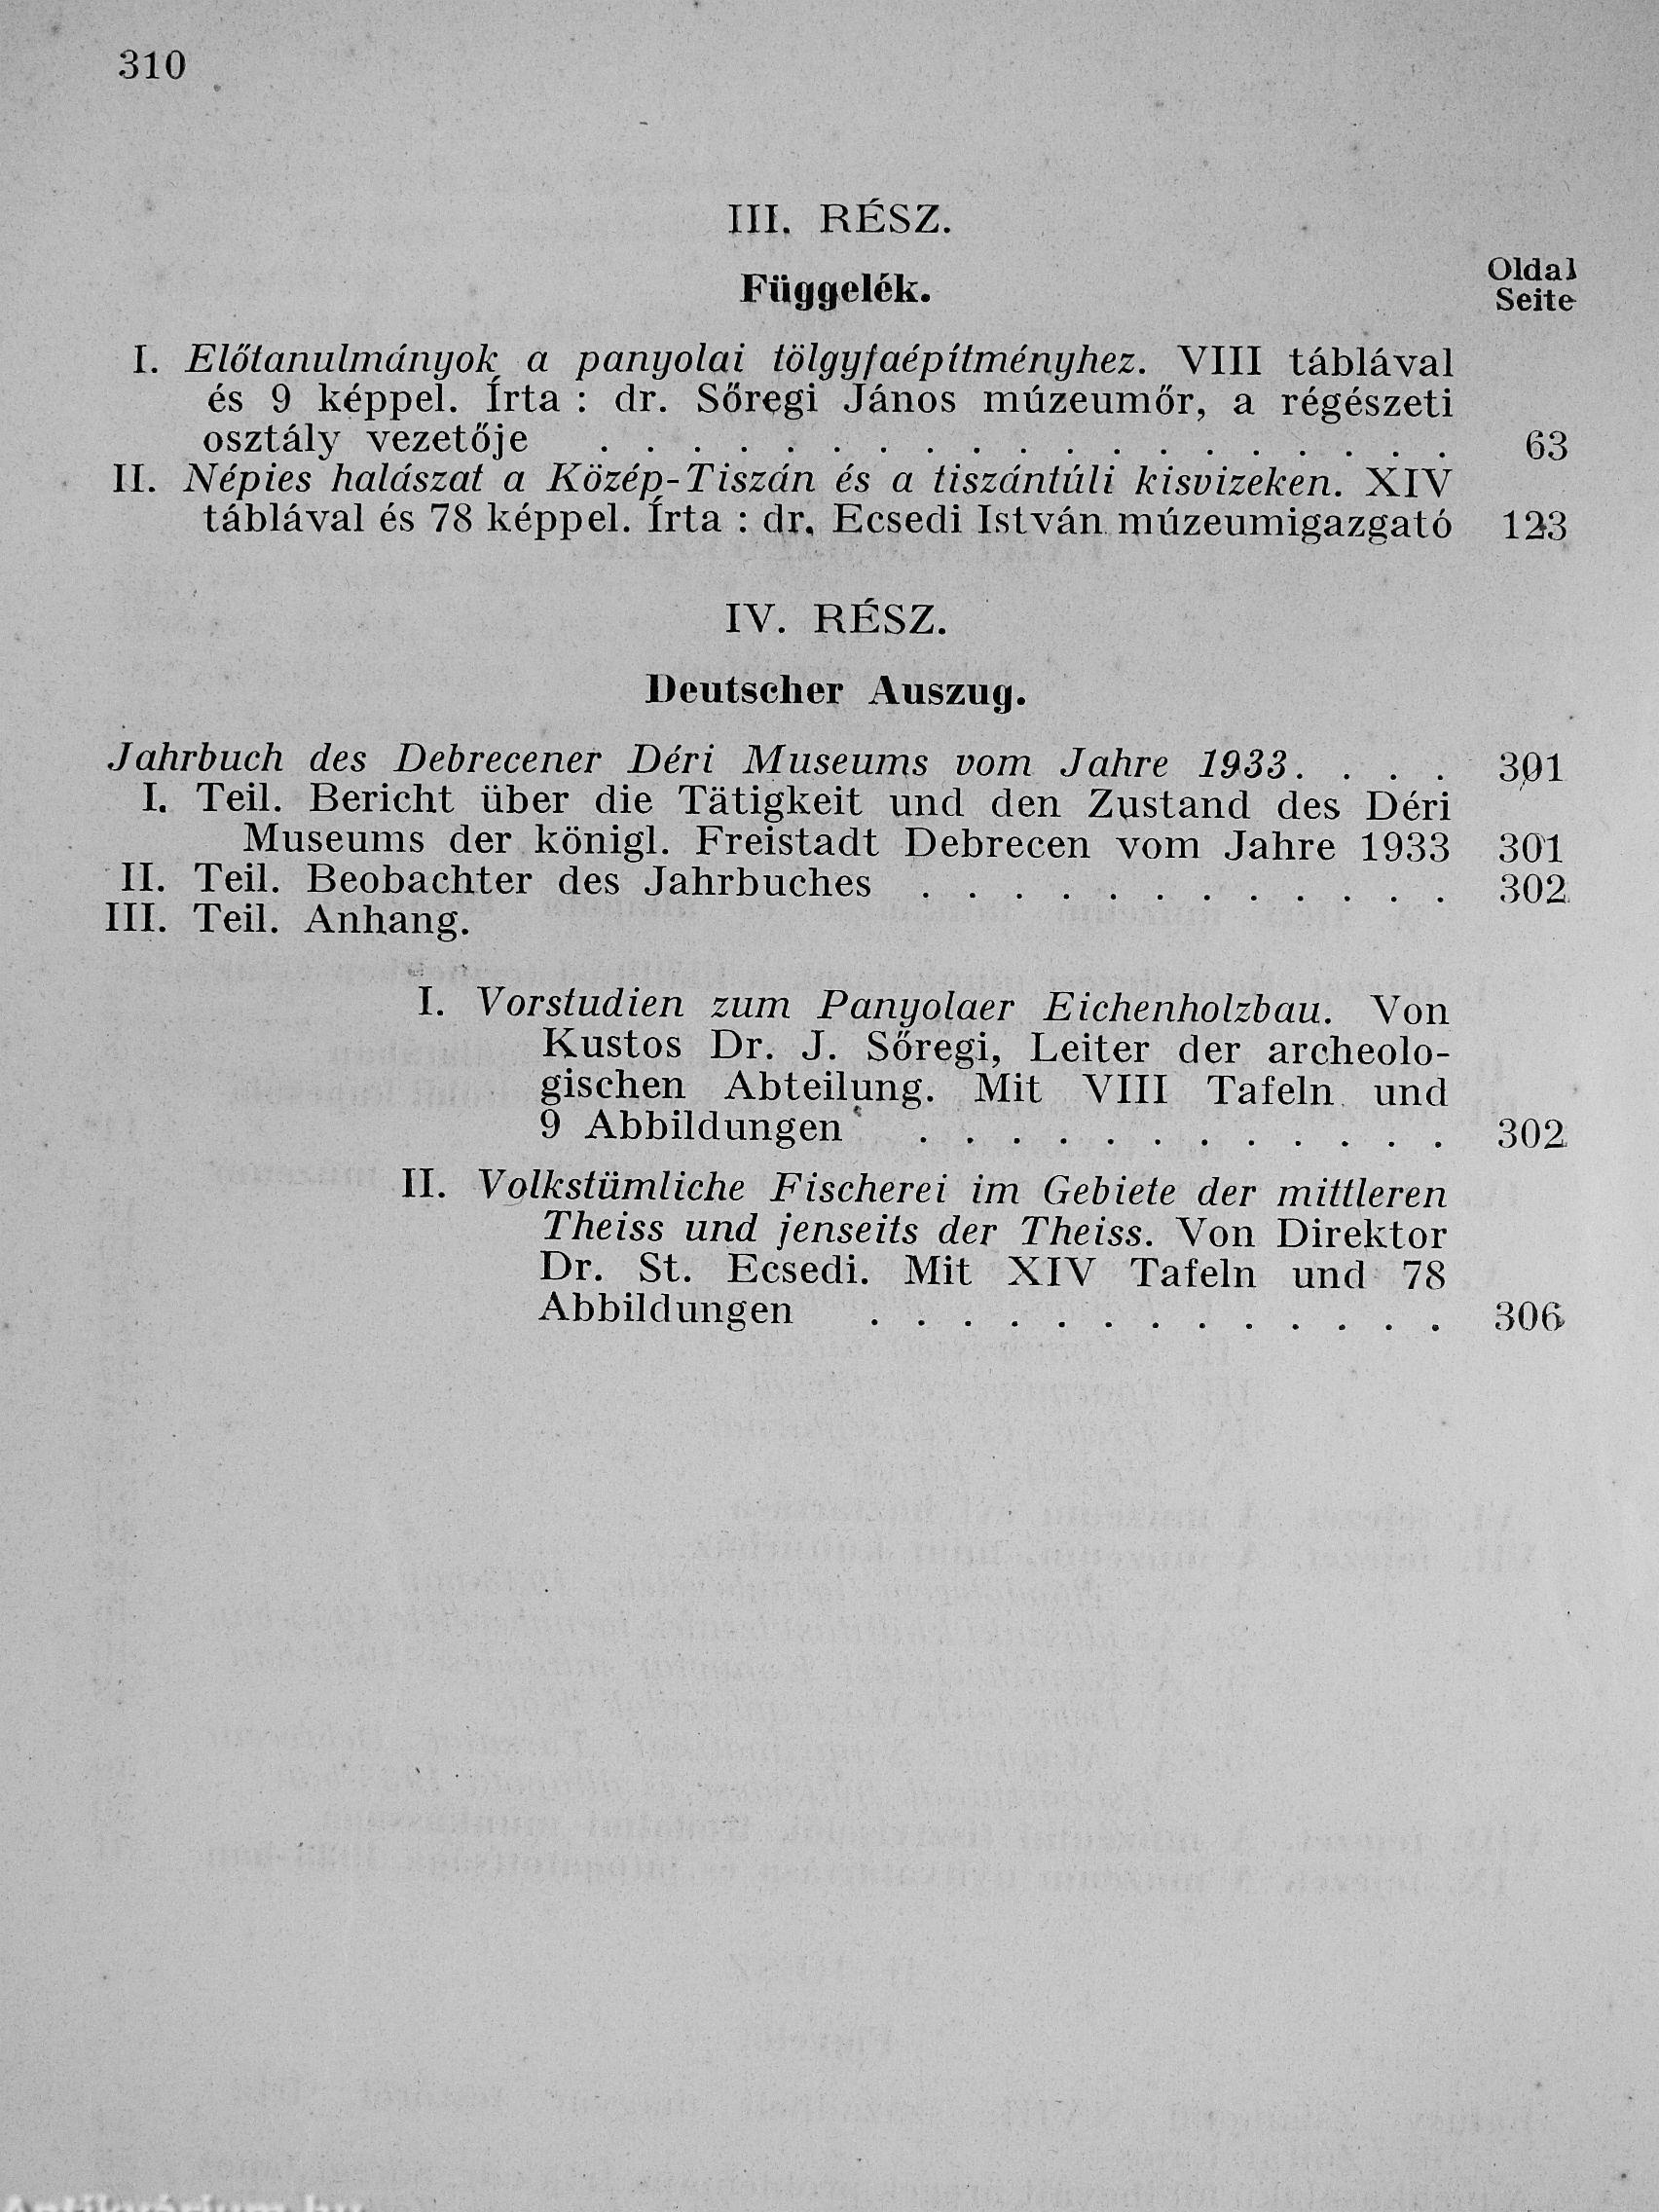 310
III. RÉSZ.
Függelék.
Oldal
Seite
I. Előtanulmányok a panyolai tölgyfaépítményhez. VIII táblával
és 9 képpel. Írta : dr. Sőregi János múzeumőr, a régészeti
osztály vezetője . . . . . . . . . . . . . . . . . . . 63
II. Népies halászat a Közép-Tiszán és a tiszántúli kisvizeken. XIV
táblával és 78 képpel. Írta : dr. Ecsedi István múzeumigazgató 123
IV. RÉSZ.
Deutscher Auszug.
Jahrbuch des Debrecener Déri Museums vom Jahre 1933. . . . 301
I. Teil. Bericht über die Tätigkeit und den Zustand des Déri
Museums der königl. Freistadt Debrecen vom Jahre 1933 301
II. Teil. Beobachter des Jahrbuches . . . . . . . . . . . . 302
III. Teil. Anhang.
I. Vorstudien zum Panyolaer Eichenholzbau. Von
Kustos Dr. J. Sőregi, Leiter der archeolo-
gischen Abteilung. Mit VIII Tafeln und
9 Abbildungen . . . . . . . . . . . . 302
II. Volkstümliche Fischerei im Gebiete der mittleren
Theiss und jenseits der Theiss. Von Direktor
Dr. St. Ecsedi. Mit XIV Tafeln und 78
Abbildungen . . . . . . . . . . . . . 306
Antikvárium.hu